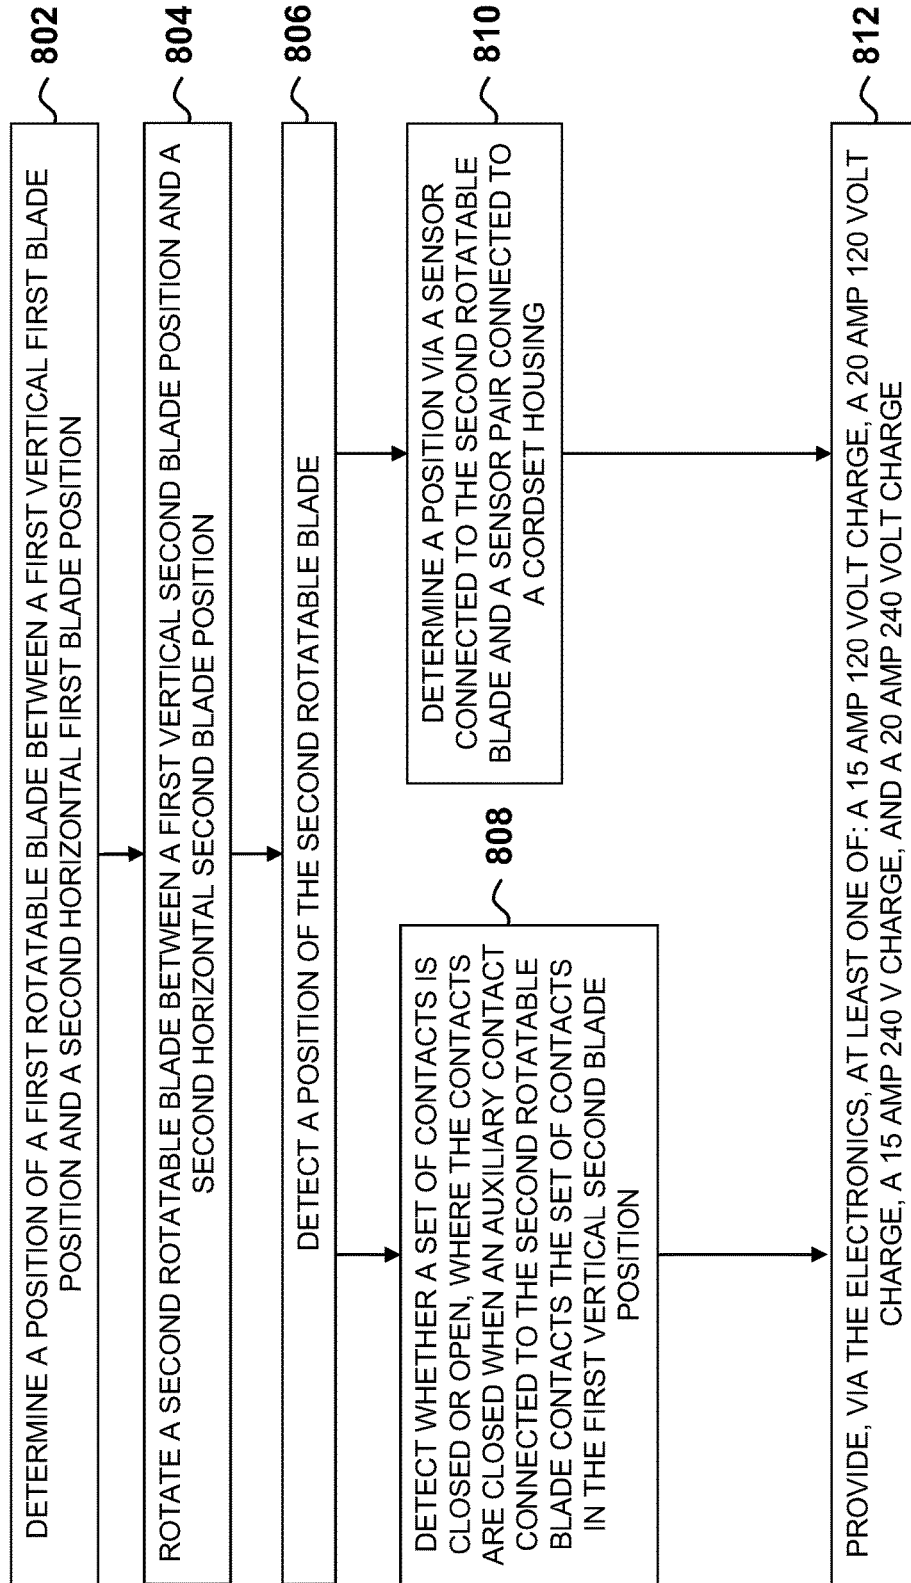 DETERMINE A POSITION OF A FIRST ROTATABLE BLADE BETWEEN A FIRST VERTICAL FIRST BLADE
POSITION AND A SECOND HORIZONTAL FIRST BLADE POSITION
802
ROTATE A SECOND ROTATABLE BLADE BETWEEN A FIRST VERTICAL SECOND BLADE POSITION AND A
SECOND HORIZONTAL SECOND BLADE POSITION
804
DETECT A POSITION OF THE SECOND ROTATABLE BLADE
806
DETECT WHETHER A SET OF CONTACTS IS
CLOSED OR OPEN, WHERE THE CONTACTS
ARE CLOSED WHEN AN AUXILIARY CONTACT
CONNECTED TO THE SECOND ROTATABLE
BLADE CONTACTS THE SET OF CONTACTS
IN THE FIRST VERTICAL SECOND BLADE
POSITION
808
DETERMINE A POSITION VIA A SENSOR
CONNECTED TO THE SECOND ROTATABLE
BLADE AND A SENSOR PAIR CONNECTED TO
A CORDSET HOUSING
810
PROVIDE, VIA THE ELECTRONICS, AT LEAST ONE OF: A 15 AMP 120 VOLT CHARGE, A 20 AMP 120 VOLT
CHARGE, A 15 AMP 240 V CHARGE, AND A 20 AMP 240 VOLT CHARGE
812